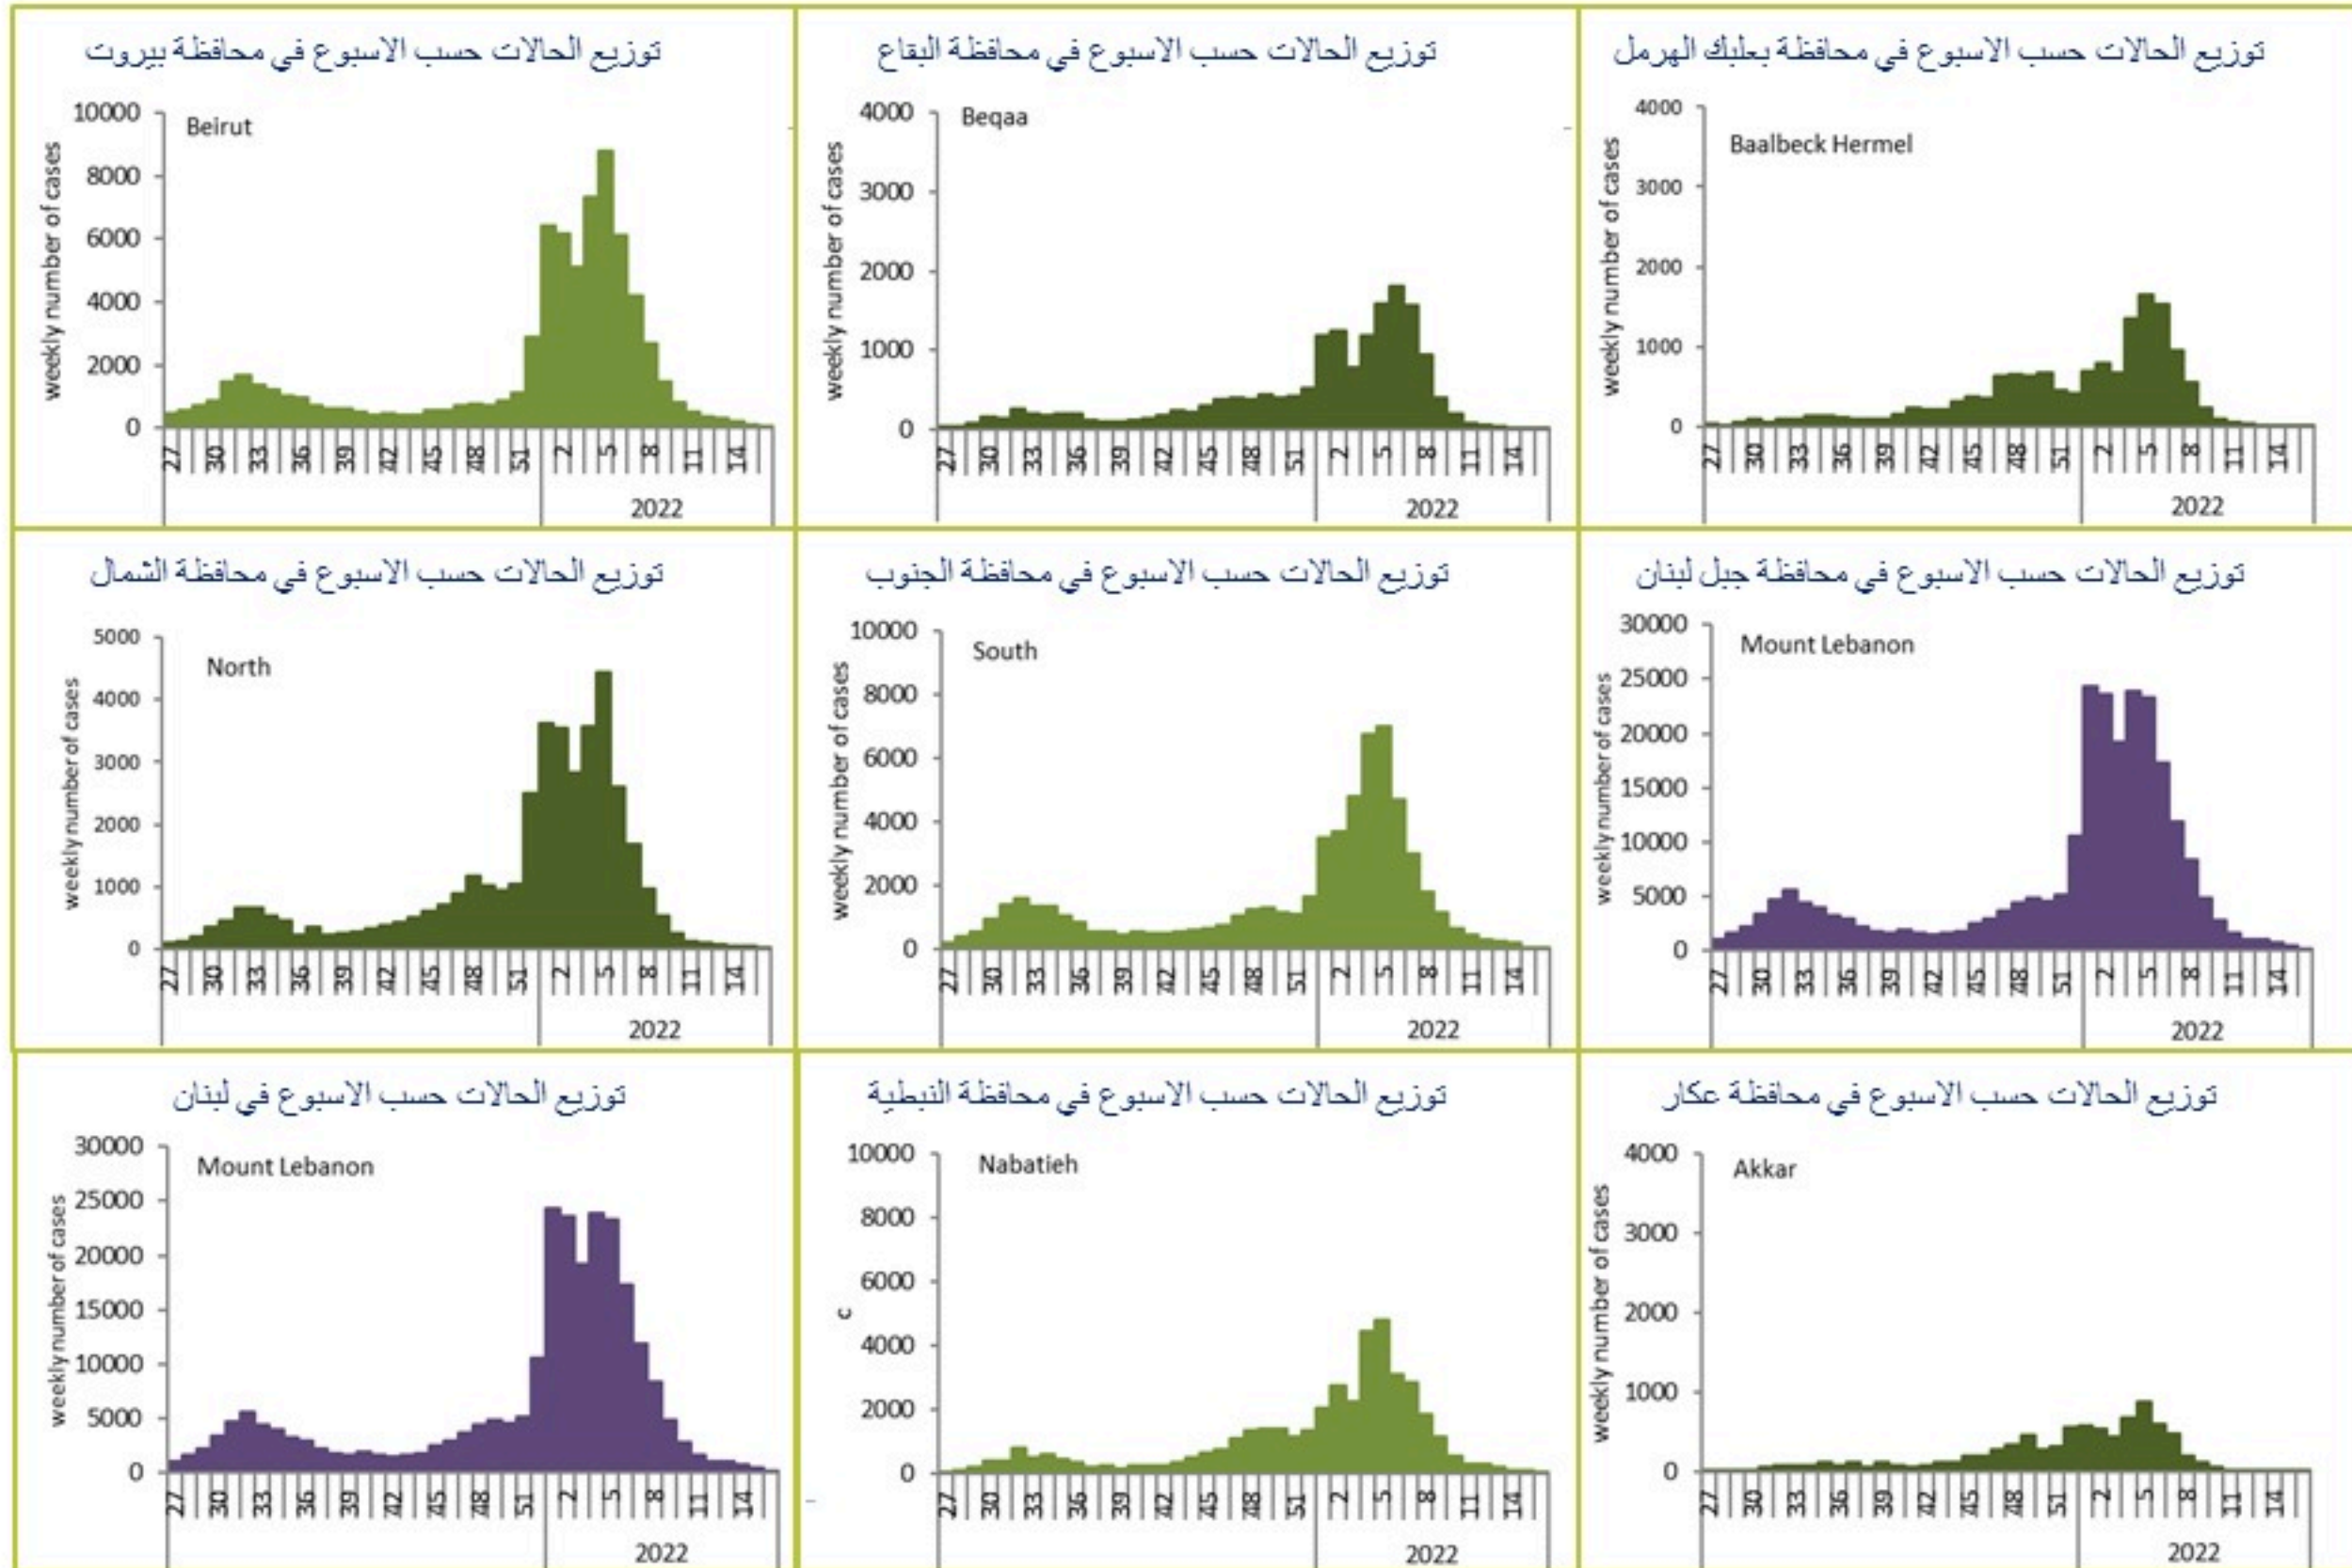 توزيع الحالات حسب الاسبوع في محافظة بيروت
Beirut
weekly number of cases
10000
8000
6000
4000
2000
0
27 30 33 36 39 42 45 48 51 2 5 8 11 14
2022
توزيع الحالات حسب الاسبوع في محافظة البقاع
Beqaa
weekly number of cases
4000
3000
2000
1000
0
27 30 33 36 39 42 45 48 51 2 5 8 11 14
2022
توزيع الحالات حسب الاسبوع في محافظة بعلبك الهرمل
Baalbeck Hermel
weekly number of cases
4000
3000
2000
1000
0
27 30 33 36 39 42 45 48 51 2 5 8 11 14
2022
توزيع الحالات حسب الاسبوع في محافظة الشمال
North
weekly number of cases
5000
4000
3000
2000
1000
0
27 30 33 36 39 42 45 48 51 2 5 8 11 14
2022
توزيع الحالات حسب الاسبوع في محافظة الجنوب
South
weekly number of cases
10000
8000
6000
4000
2000
0
27 30 33 36 39 42 45 48 51 2 5 8 11 14
2022
توزيع الحالات حسب الاسبوع في محافظة جبل لبنان
Mount Lebanon
weekly number of cases
30000
25000
20000
15000
10000
5000
0
27 30 33 36 39 42 45 48 51 2 5 8 11 14
2022
توزيع الحالات حسب الاسبوع في لبنان
Mount Lebanon
weekly number of cases
30000
25000
20000
15000
10000
5000
0
27 30 33 36 39 42 45 48 51 2 5 8 11 14
2022
توزيع الحالات حسب الاسبوع في محافظة النبطية
Nabatieh
c
10000
8000
6000
4000
2000
0
27 30 33 36 39 42 45 48 51 2 5 8 11 14
2022
توزيع الحالات حسب الاسبوع في محافظة عكار
Akkar
weekly number of cases
4000
3000
2000
1000
0
27 30 33 36 39 42 45 48 51 2 5 8 11 14
2022